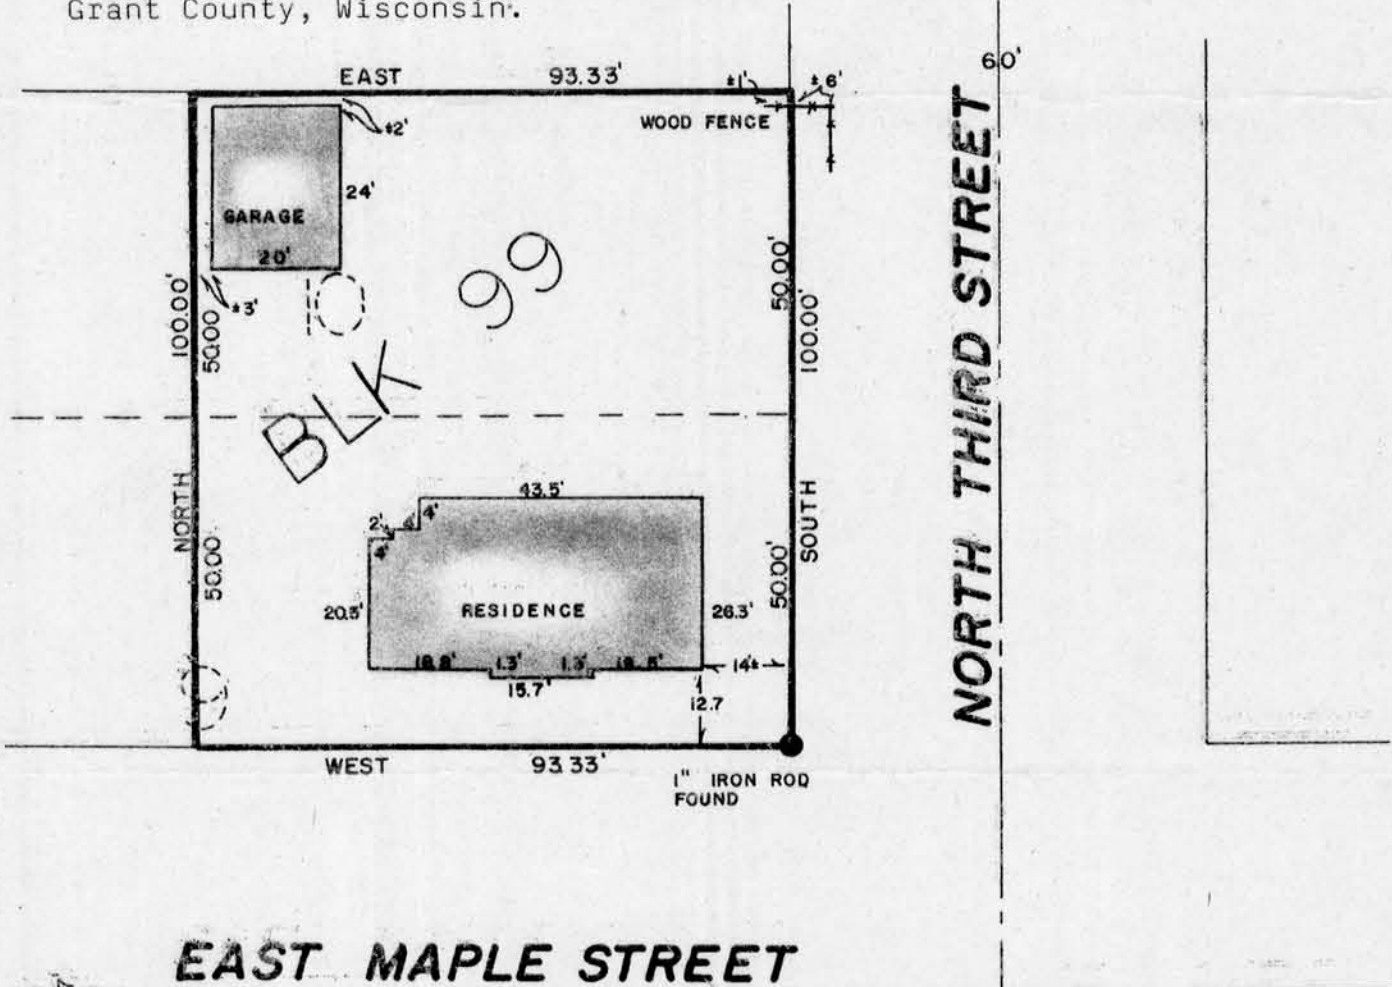 Grant County, Wisconsin.
60'
EAST 93.33'
±1' ±6'
WOOD FENCE
±2'
24'
GARAGE
20'
±3'
BLK 99
100.00'
50.00
50.00'
100.00'
NORTH
50.00
SOUTH
50.00'
43.5'
2' 4' 4'
4'
20.5'
RESIDENCE
26.3'
18.8' 1.3' 1.3' 18.5'
15.7'
14'±
12.7
WEST 93.33'
1" IRON ROD
FOUND
NORTH THIRD STREET
EAST MAPLE STREET